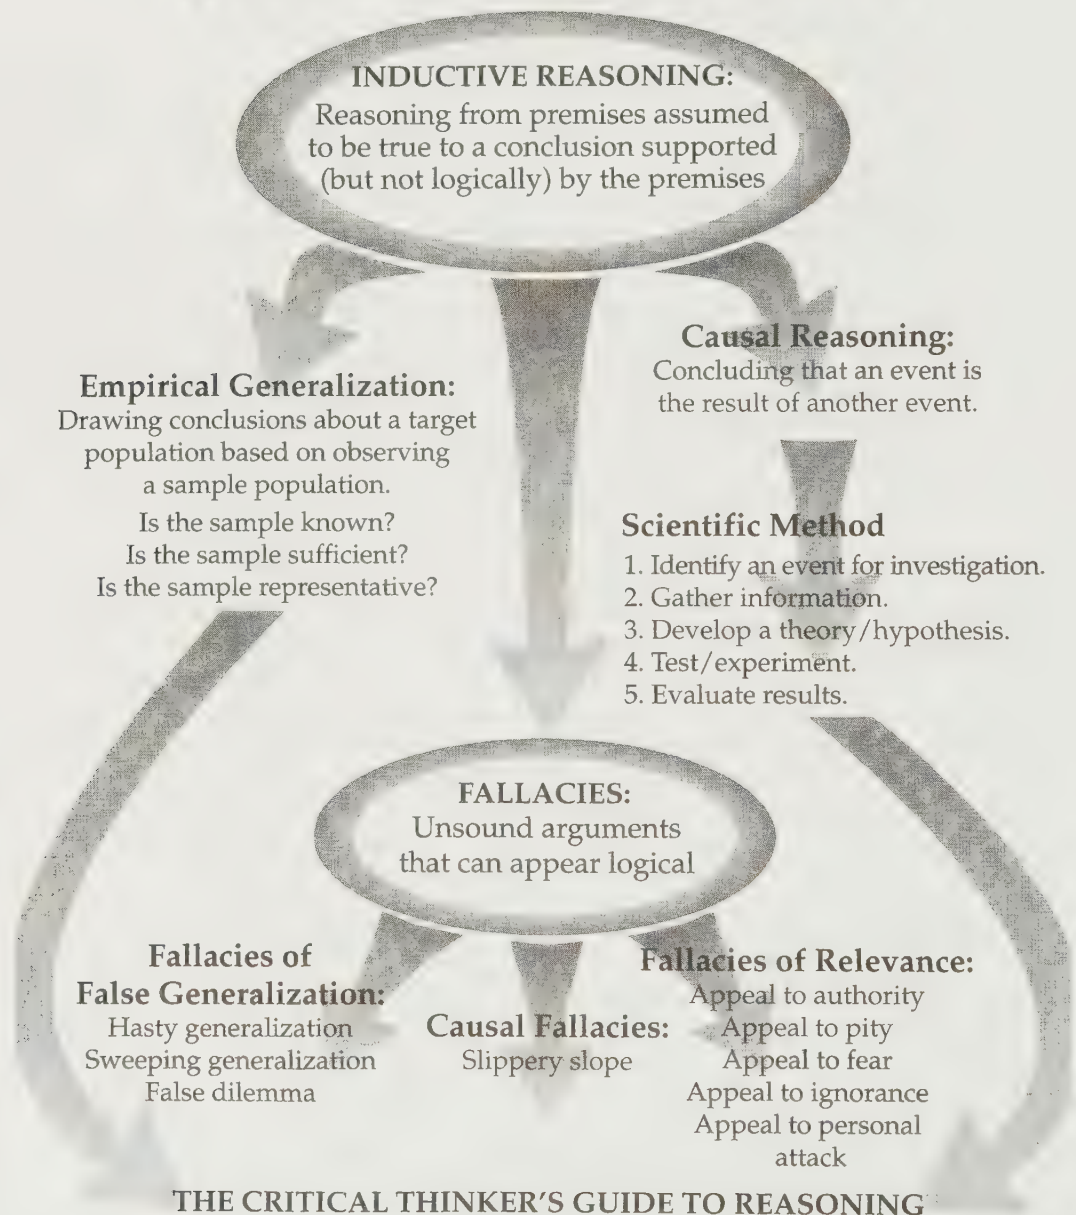 INDUCTIVE REASONING:
Reasoning from premises assumed
to be true to a conclusion supported
(but not logically) by the premises
Empirical Generalization:
Drawing conclusions about a target
population based on observing
a sample population.
Is the sample known?
Is the sample sufficient?
Is the sample representative?
Causal Reasoning:
Concluding that an event is
the result of another event.
Scientific Method
1. Identify an event for investigation.
2. Gather information.
3. Develop a theory/hypothesis.
4. Test/experiment.
5. Evaluate results.
FALLACIES:
Unsound arguments
that can appear logical
Fallacies of
False Generalization:
Hasty generalization
Sweeping generalization
False dilemma
Causal Fallacies:
Slippery slope
Fallacies of Relevance:
Appeal to authority
Appeal to pity
Appeal to fear
Appeal to ignorance
Appeal to personal
attack
THE CRITICAL THINKER'S GUIDE TO REASONING